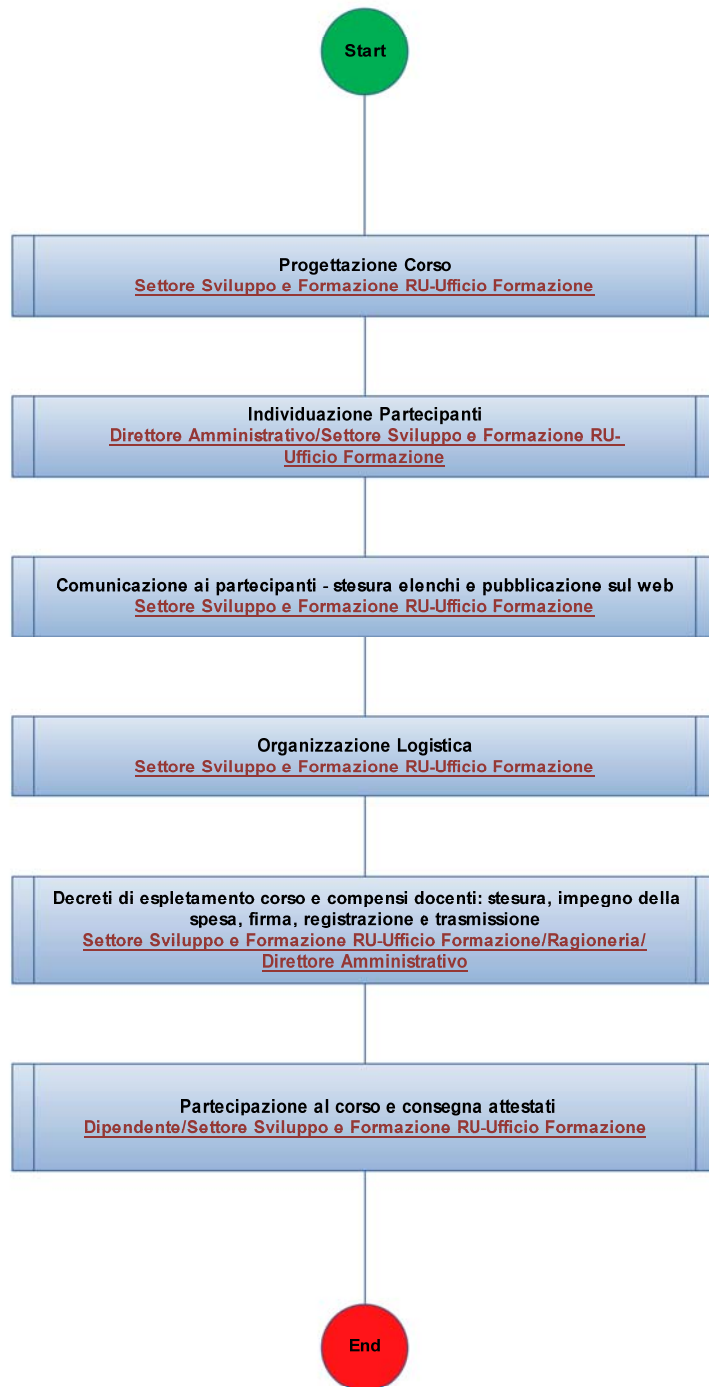 Start
Progettazione Corso
Settore Sviluppo e Formazione RU-Ufficio Formazione
Individuazione Partecipanti
Direttore Amministrativo/Settore Sviluppo e Formazione RU-
Ufficio Formazione
Comunicazione ai partecipanti - stesura elenchi e pubblicazione sul web
Settore Sviluppo e Formazione RU-Ufficio Formazione
Organizzazione Logistica
Settore Sviluppo e Formazione RU-Ufficio Formazione
Decreti di espletamento corso e compensi docenti: stesura, impegno della
spesa, firma, registrazione e trasmissione
Settore Sviluppo e Formazione RU-Ufficio Formazione/Ragioneria/
Direttore Amministrativo
Partecipazione al corso e consegna attestati
Dipendente/Settore Sviluppo e Formazione RU-Ufficio Formazione
End